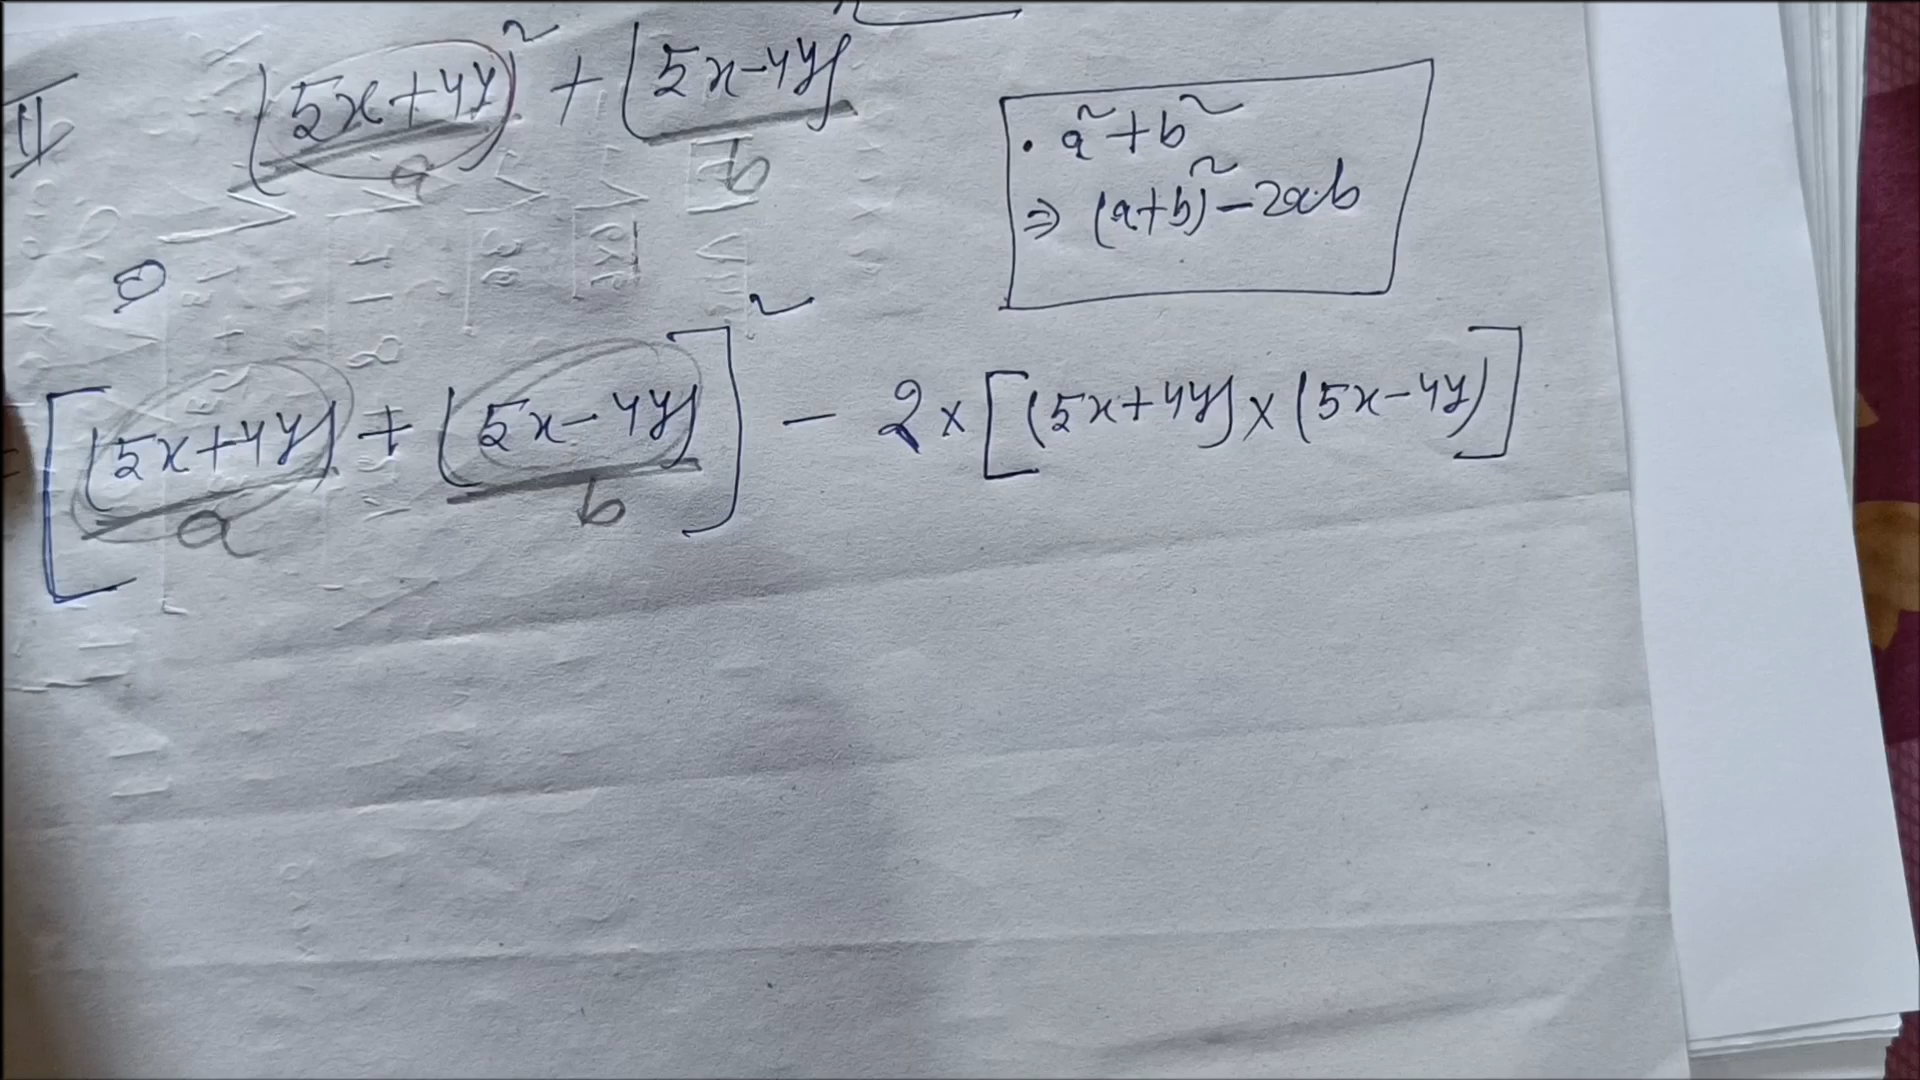 II (5x+4y)² + (5x-4y)
a b
• a²+b²
⇒ (a+b)²-2ab
[(5x+4y)+(5x-4y)]² - 2×[(5x+4y)×(5x-4y)]
a b